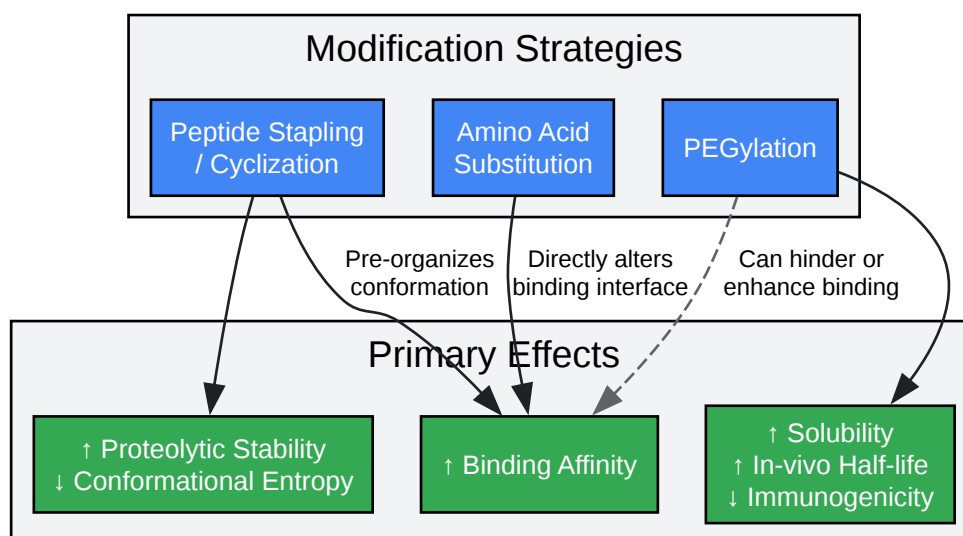 Modification Strategies
Peptide Stapling
/ Cyclization
Amino Acid
Substitution
PEGylation
Pre-organizes
conformation
Directly alters
binding interface
Can hinder or
enhance binding
Primary Effects
↑ Proteolytic Stability
↓ Conformational Entropy
↑ Binding Affinity
↑ Solubility
↑ In-vivo Half-life
↓ Immunogenicity